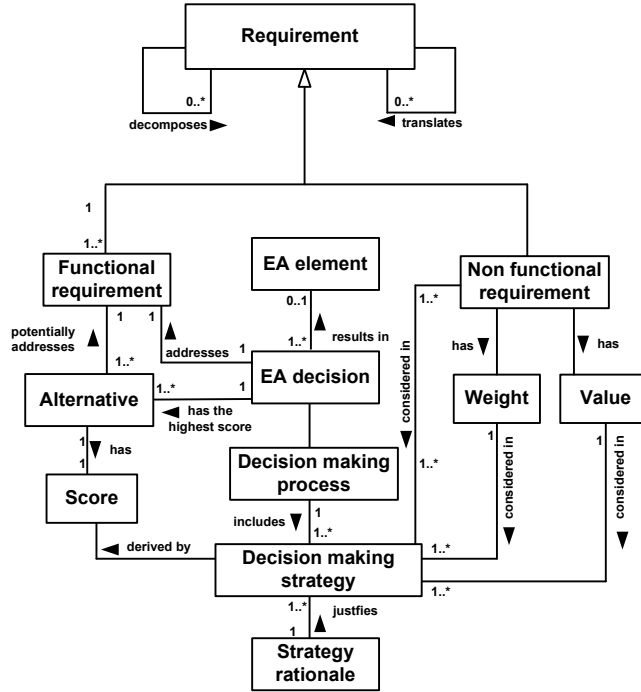 Requirement
0..*
0..*
decomposes
translates
1
1..*
Functional
requirement
EA element
Non functional
requirement
0..1
1..*
potentially
addresses
1
1
results in
addresses
1..*
1
1..*
has
has
EA decision
considered in
Alternative
1..*
1
has the
highest score
Weight
Value
1
has
1
1
1
Decision making
process
1..*
considered in
considered in
Score
includes
1
1..*
derived by
Decision making
strategy
1..*
1..*
1..*
justfies
1
Strategy
rationale